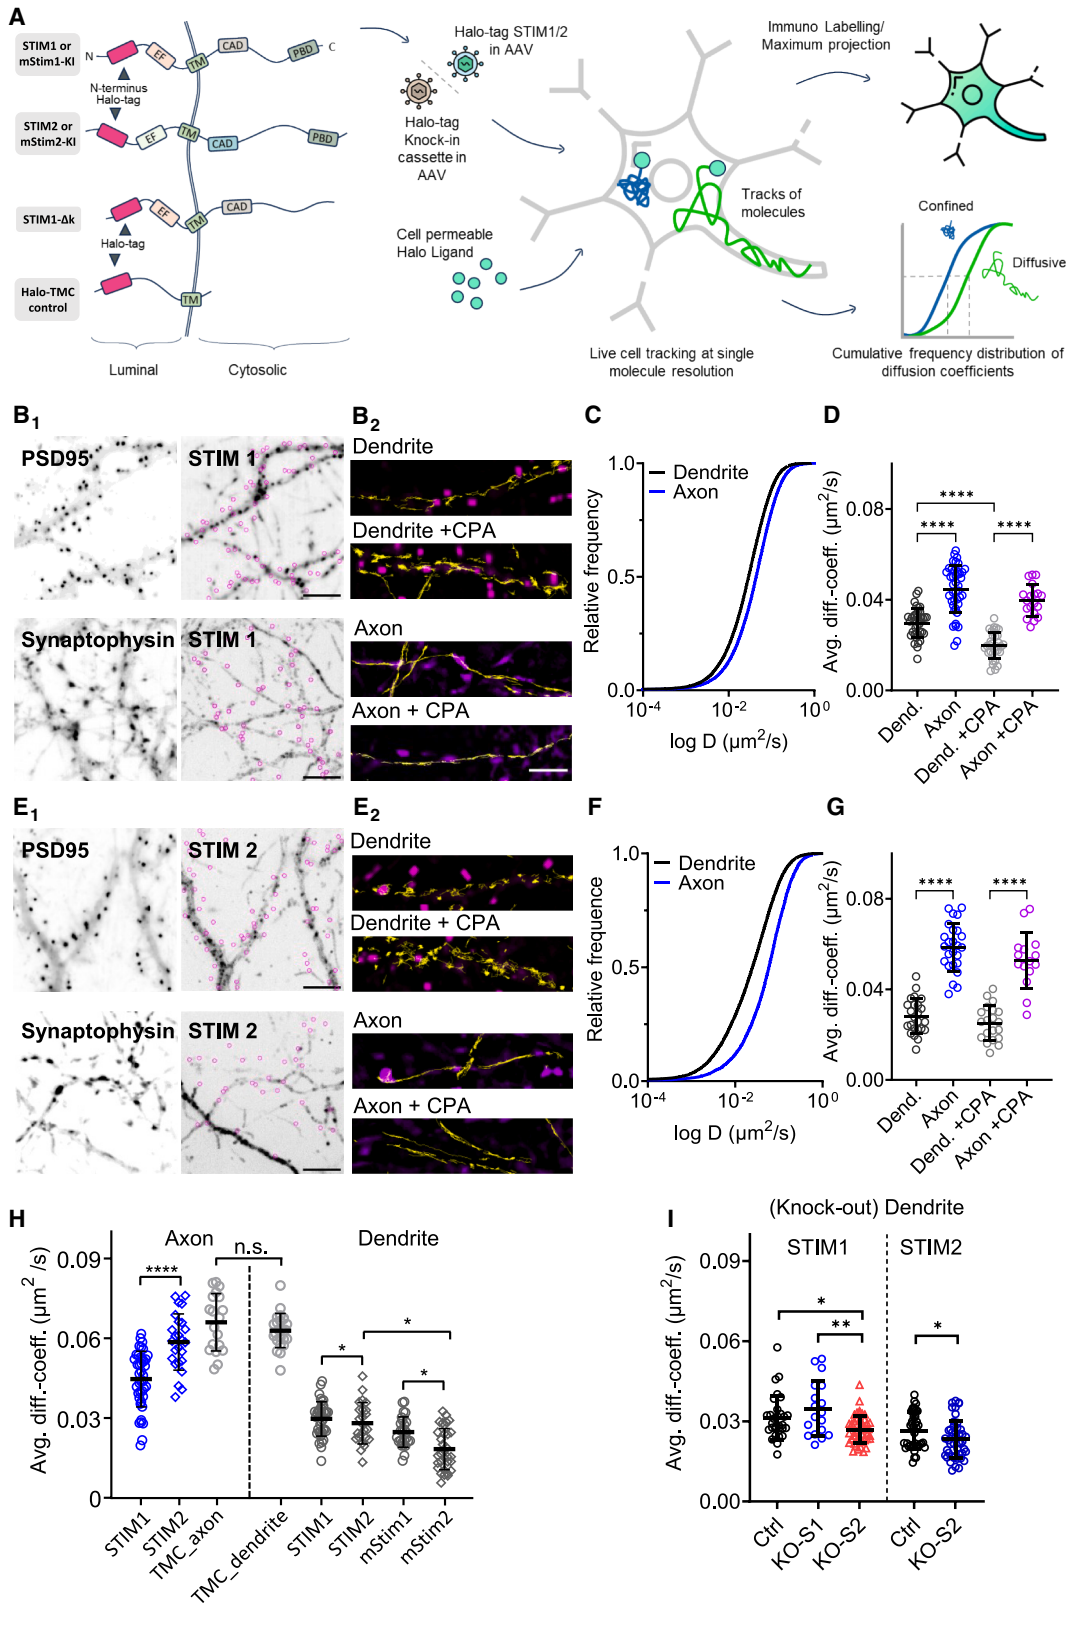 A
STIM1 or
mStim1-KI
N
EF
TM
CAD
PBD
C
N-terminus
Halo-tag
STIM2 or
mStim2-KI
EF
TM
CAD
PBD
STIM1-Δk
EF
TM
CAD
Halo-tag
Halo-TMC
control
TM
Luminal
Cytosolic
Halo-tag STIM1/2
in AAV
Halo-tag
Knock-in
cassette in
AAV
Cell permeable
Halo Ligand
Tracks of
molecules
Live cell tracking at single
molecule resolution
Immuno Labelling/
Maximum projection
Confined
Diffusive
Cumulative frequency distribution of
diffusion coefficients
B1
PSD95
STIM 1
Synaptophysin
STIM 1
B2
Dendrite
Dendrite +CPA
Axon
Axon + CPA
C
Relative frequency
1.0
0.5
0.0
Dendrite
Axon
10-4
10-2
100
log D (µm2/s)
D
Avg. diff.-coeff. (µm2/s)
0.08
0.04
0.00
****
****
****
Dend.
Axon
Dend. +CPA
Axon +CPA
E1
PSD95
STIM 2
Synaptophysin
STIM 2
E2
Dendrite
Dendrite + CPA
Axon
Axon + CPA
F
Relative frequence
1.0
0.5
0.0
Dendrite
Axon
10-4
10-2
100
log D (µm2/s)
G
Avg. diff.-coeff. (µm2/s)
0.08
0.04
0.00
****
****
Dend.
Axon
Dend. +CPA
Axon +CPA
H
Avg. diff.-coeff. (µm2 /s)
0.09
0.06
0.03
0
Axon
Dendrite
****
n.s.
*
*
*
STIM1
STIM2
TMC_axon
TMC_dendrite
STIM1
STIM2
mStim1
mStim2
I
(Knock-out) Dendrite
STIM1
STIM2
Avg. diff.-coeff. (µm2/s)
0.09
0.06
0.03
0.00
*
**
*
Ctrl
KO-S1
KO-S2
Ctrl
KO-S2